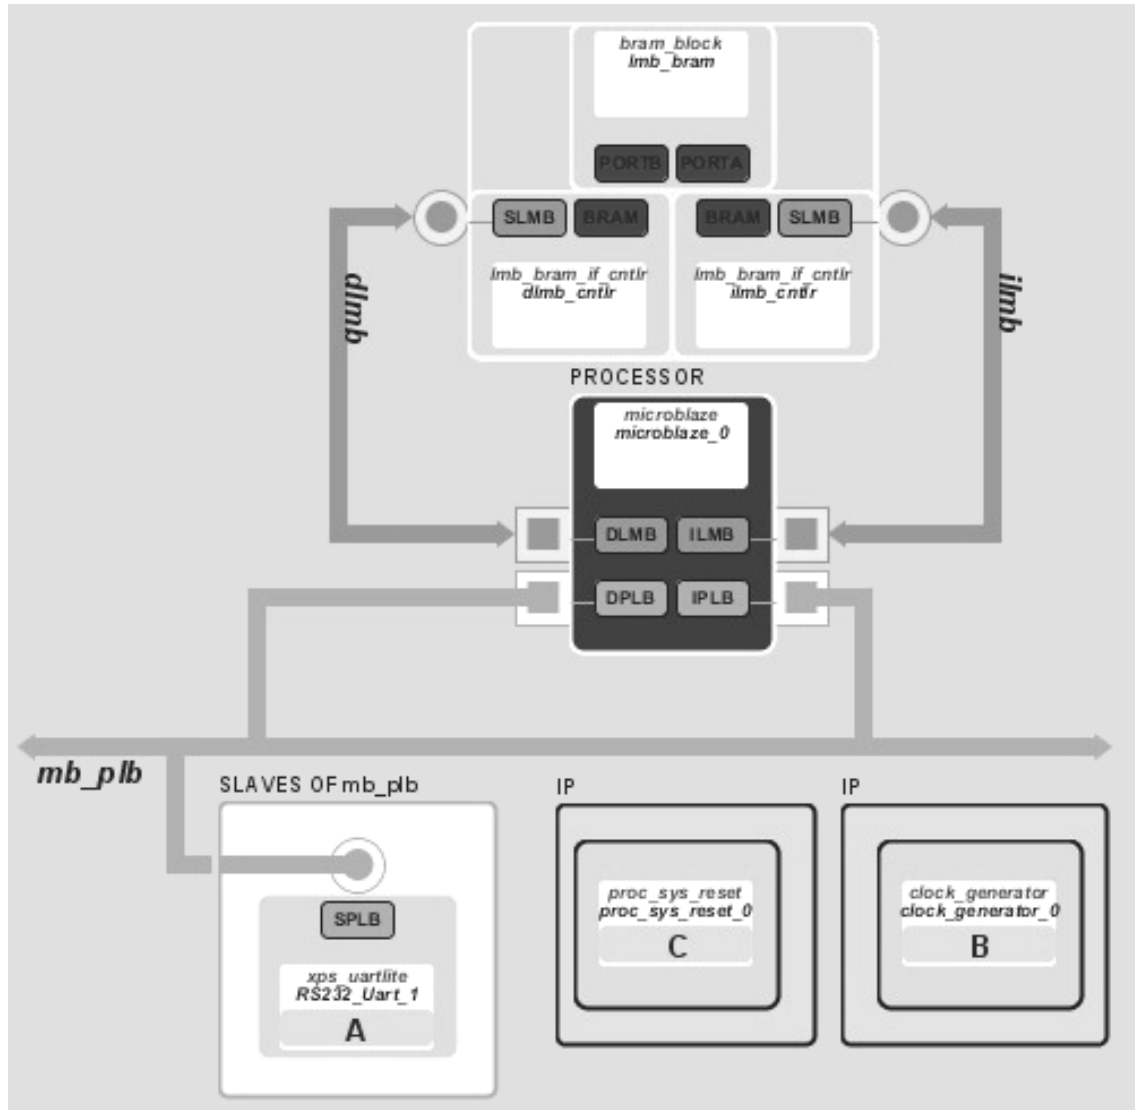 bram_block
lmb_bram
PORTB PORTA
SLMB BRAM BRAM SLMB
dlmb
ilmb
lmb_bram_if_cntlr
dlmb_cntlr
lmb_bram_if_cntlr
ilmb_cntlr
PROCESSOR
microblaze
microblaze_0
DLMB ILMB
DPLB IPLB
mb_plb
SLAVES OF mb_plb
SPLB
xps_uartlite
RS232_Uart_1
A
IP
proc_sys_reset
proc_sys_reset_0
C
IP
clock_generator
clock_generator_0
B